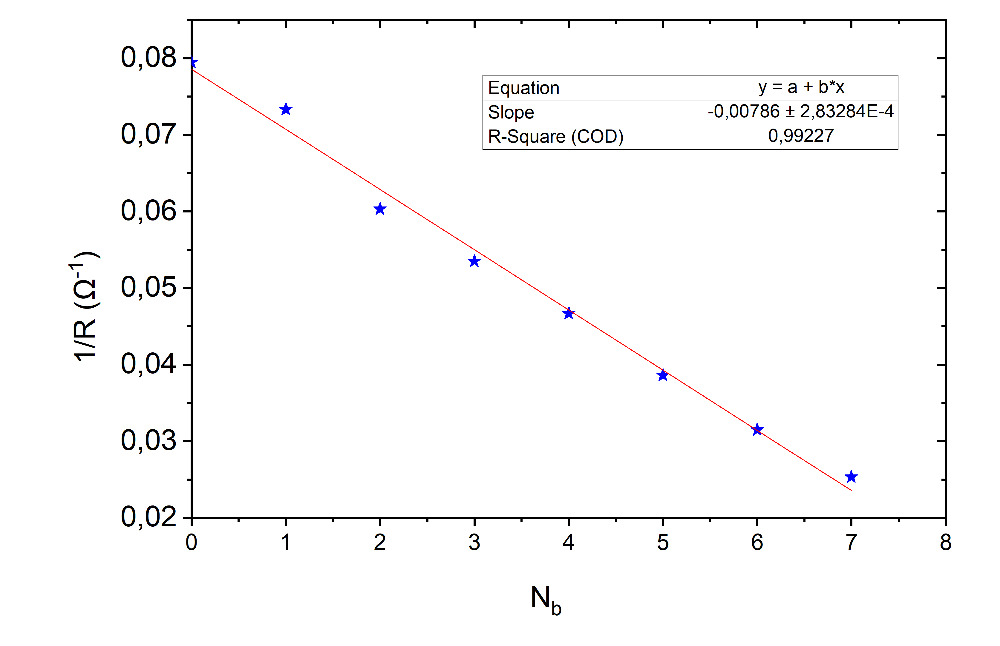 0,08
0,07
0,06
0,05
0,04
0,03
0,02
1/R (Ω⁻¹)
Equation y = a + b*x
Slope -0,00786 ± 2,83284E-4
R-Square (COD) 0,99227
0 1 2 3 4 5 6 7 8
N_b